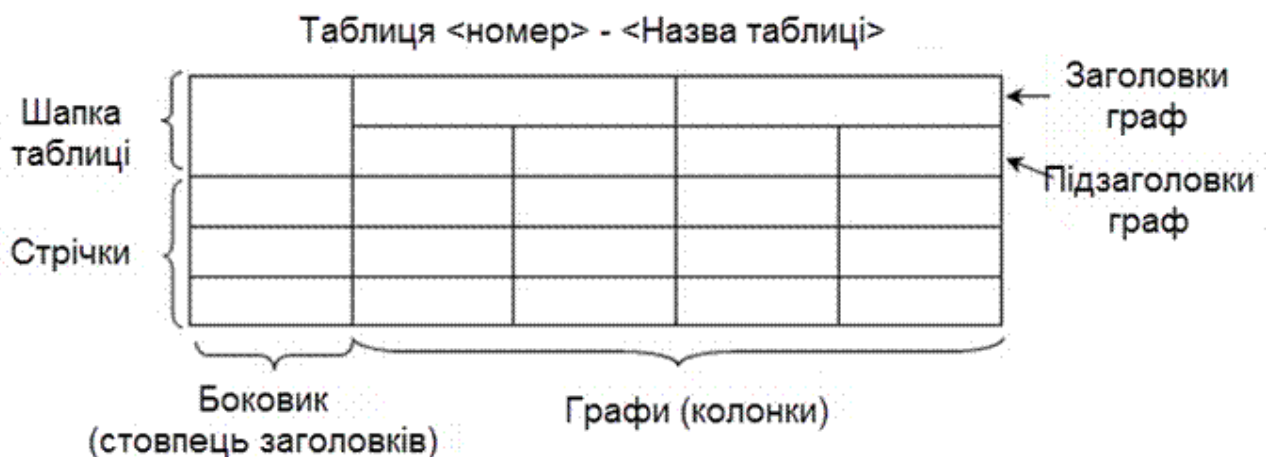 Таблиця <номер> - <Назва таблиці>
Шапка
таблиці
Заголовки
граф
Підзаголовки
граф
Стрічки
Боковик
(стовпець заголовків)
Графи (колонки)